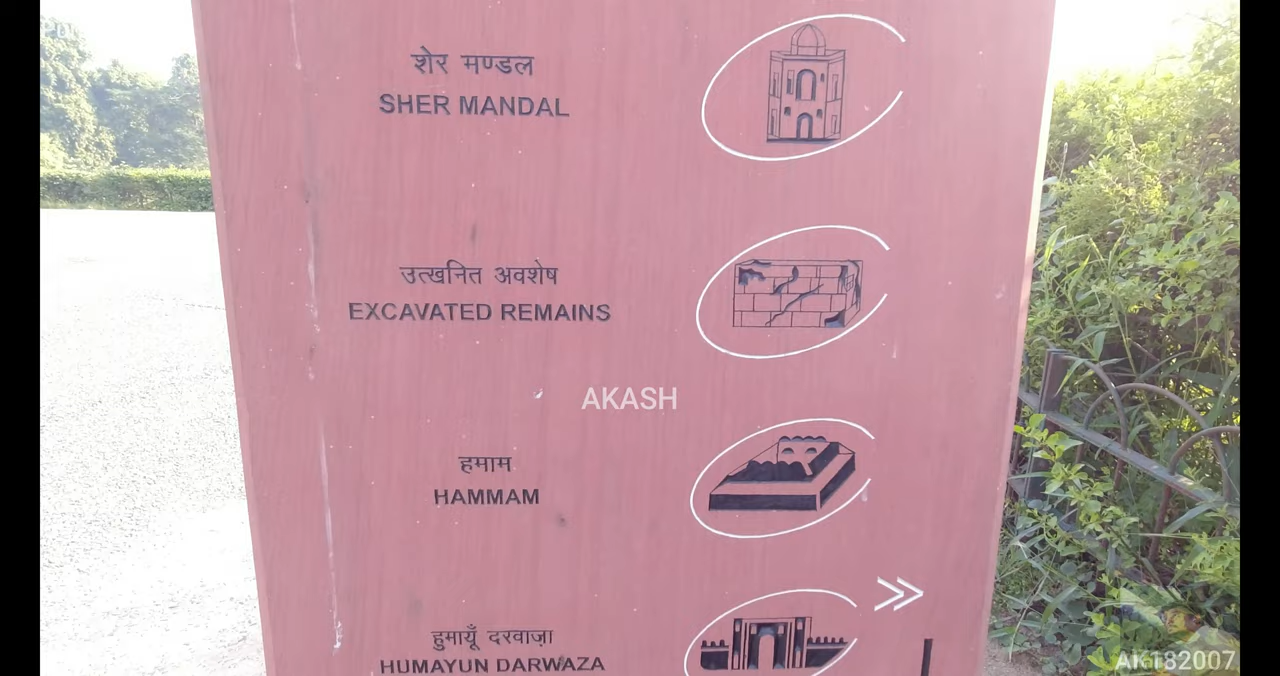 शेर मण्डल
SHER MANDAL
उत्खनित अवशेष
EXCAVATED REMAINS
AKASH
हमाम
HAMMAM
हुमायूँ दरवाज़ा
HUMAYUN DARWAZA
AK182007